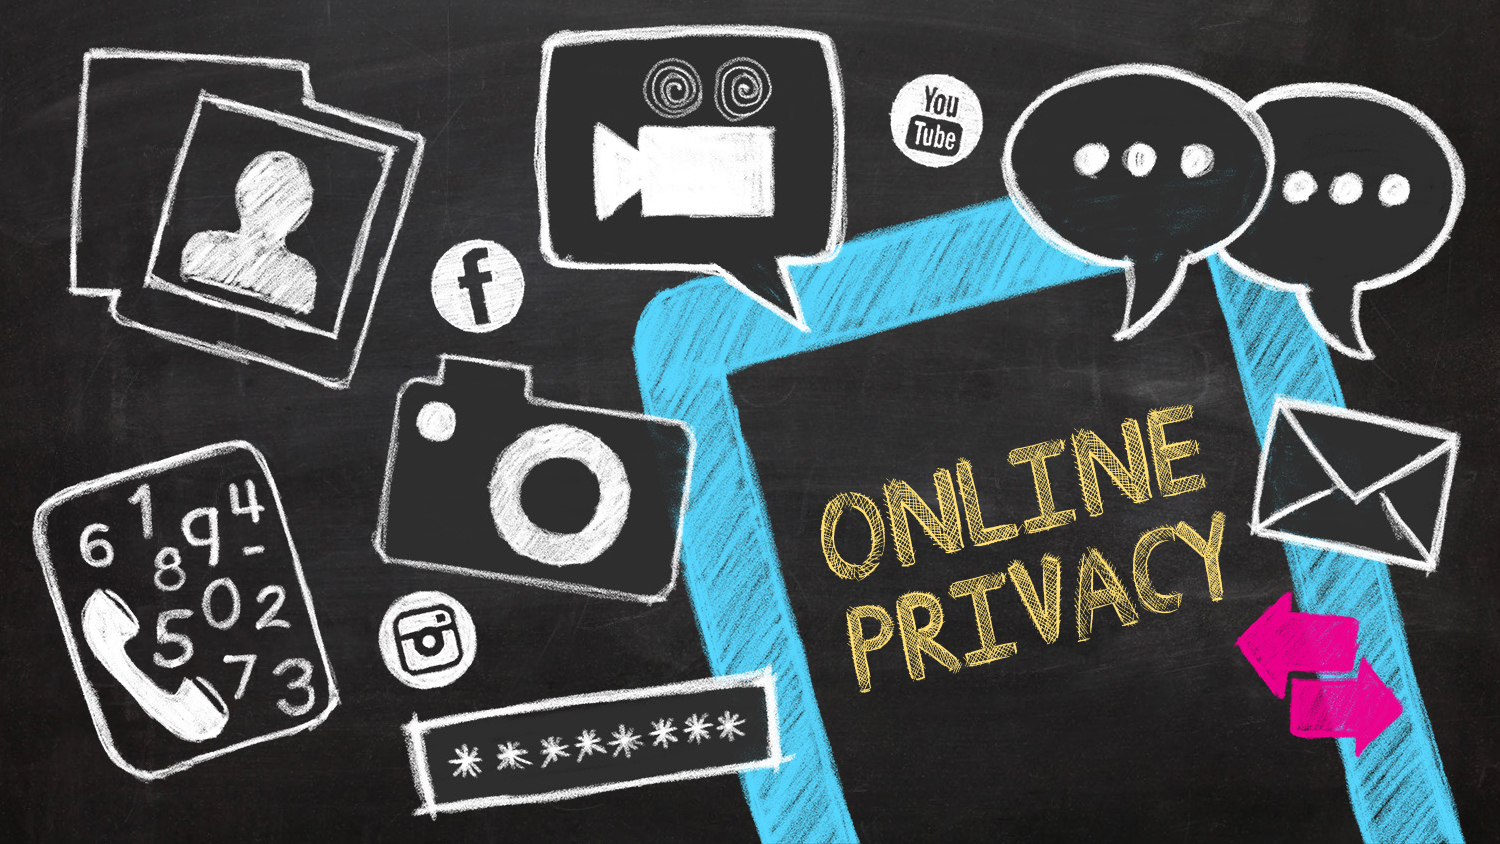 You
Tube
f
6 1 8 9 4
5 0 2
7 3
********
ONLINE
PRIVACY